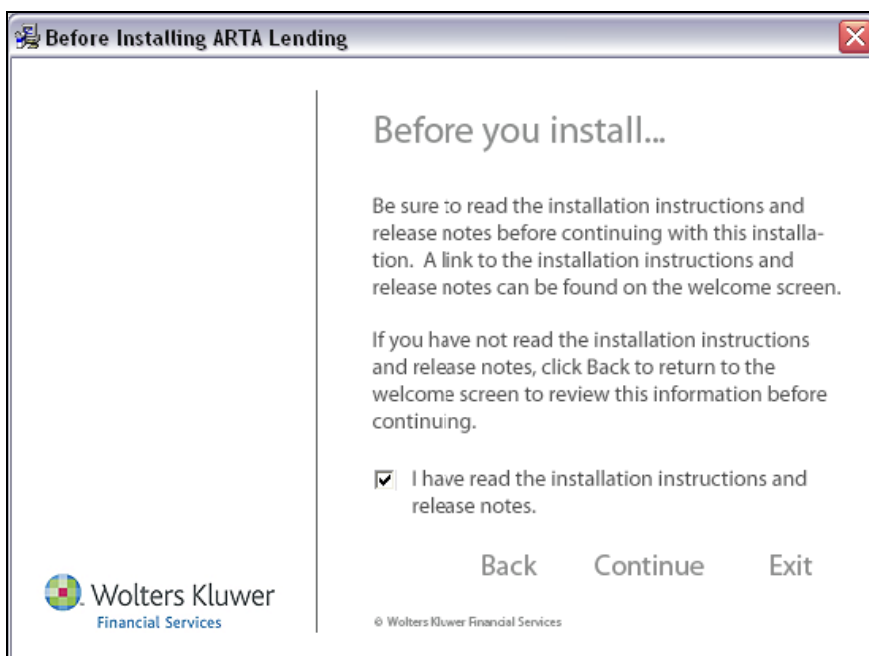 Before Installing ARTA Lending
Before you install...
Be sure to read the installation instructions and
release notes before continuing with this installa-
tion. A link to the installation instructions and
release notes can be found on the welcome screen.
If you have not read the installation instructions
and release notes, click Back to return to the
welcome screen to review this information before
continuing.
I have read the installation instructions and
release notes.
Back Continue Exit
Wolters Kluwer
Financial Services
© Wolters Kluwer Financial Services